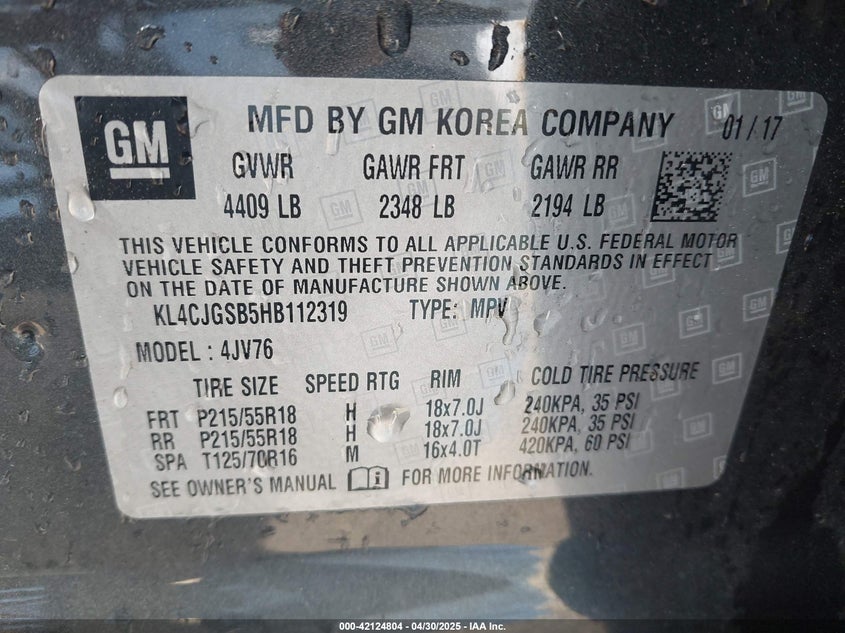 GM MFD BY GM KOREA COMPANY 01/17
GVWR GAWR FRT GAWR RR
4409 LB 2348 LB 2194 LB
THIS VEHICLE CONFORMS TO ALL APPLICABLE U.S. FEDERAL MOTOR
VEHICLE SAFETY AND THEFT PREVENTION STANDARDS IN EFFECT
ON THE DATE OF MANUFACTURE SHOWN ABOVE.
KL4CJGSB5HB112319 TYPE: MPV
MODEL : 4JV76
TIRE SIZE SPEED RTG RIM COLD TIRE PRESSURE
FRT P215/55R18 H 18x7.0J 240KPA, 35 PSI
RR P215/55R18 H 18x7.0J 240KPA, 35 PSI
SPA T125/70R16 M 16x4.0T 420KPA, 60 PSI
SEE OWNER'S MANUAL i FOR MORE INFORMATION.
000-42124804 - 04/30/2025 - IAA Inc.